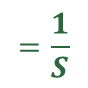 = 1/S